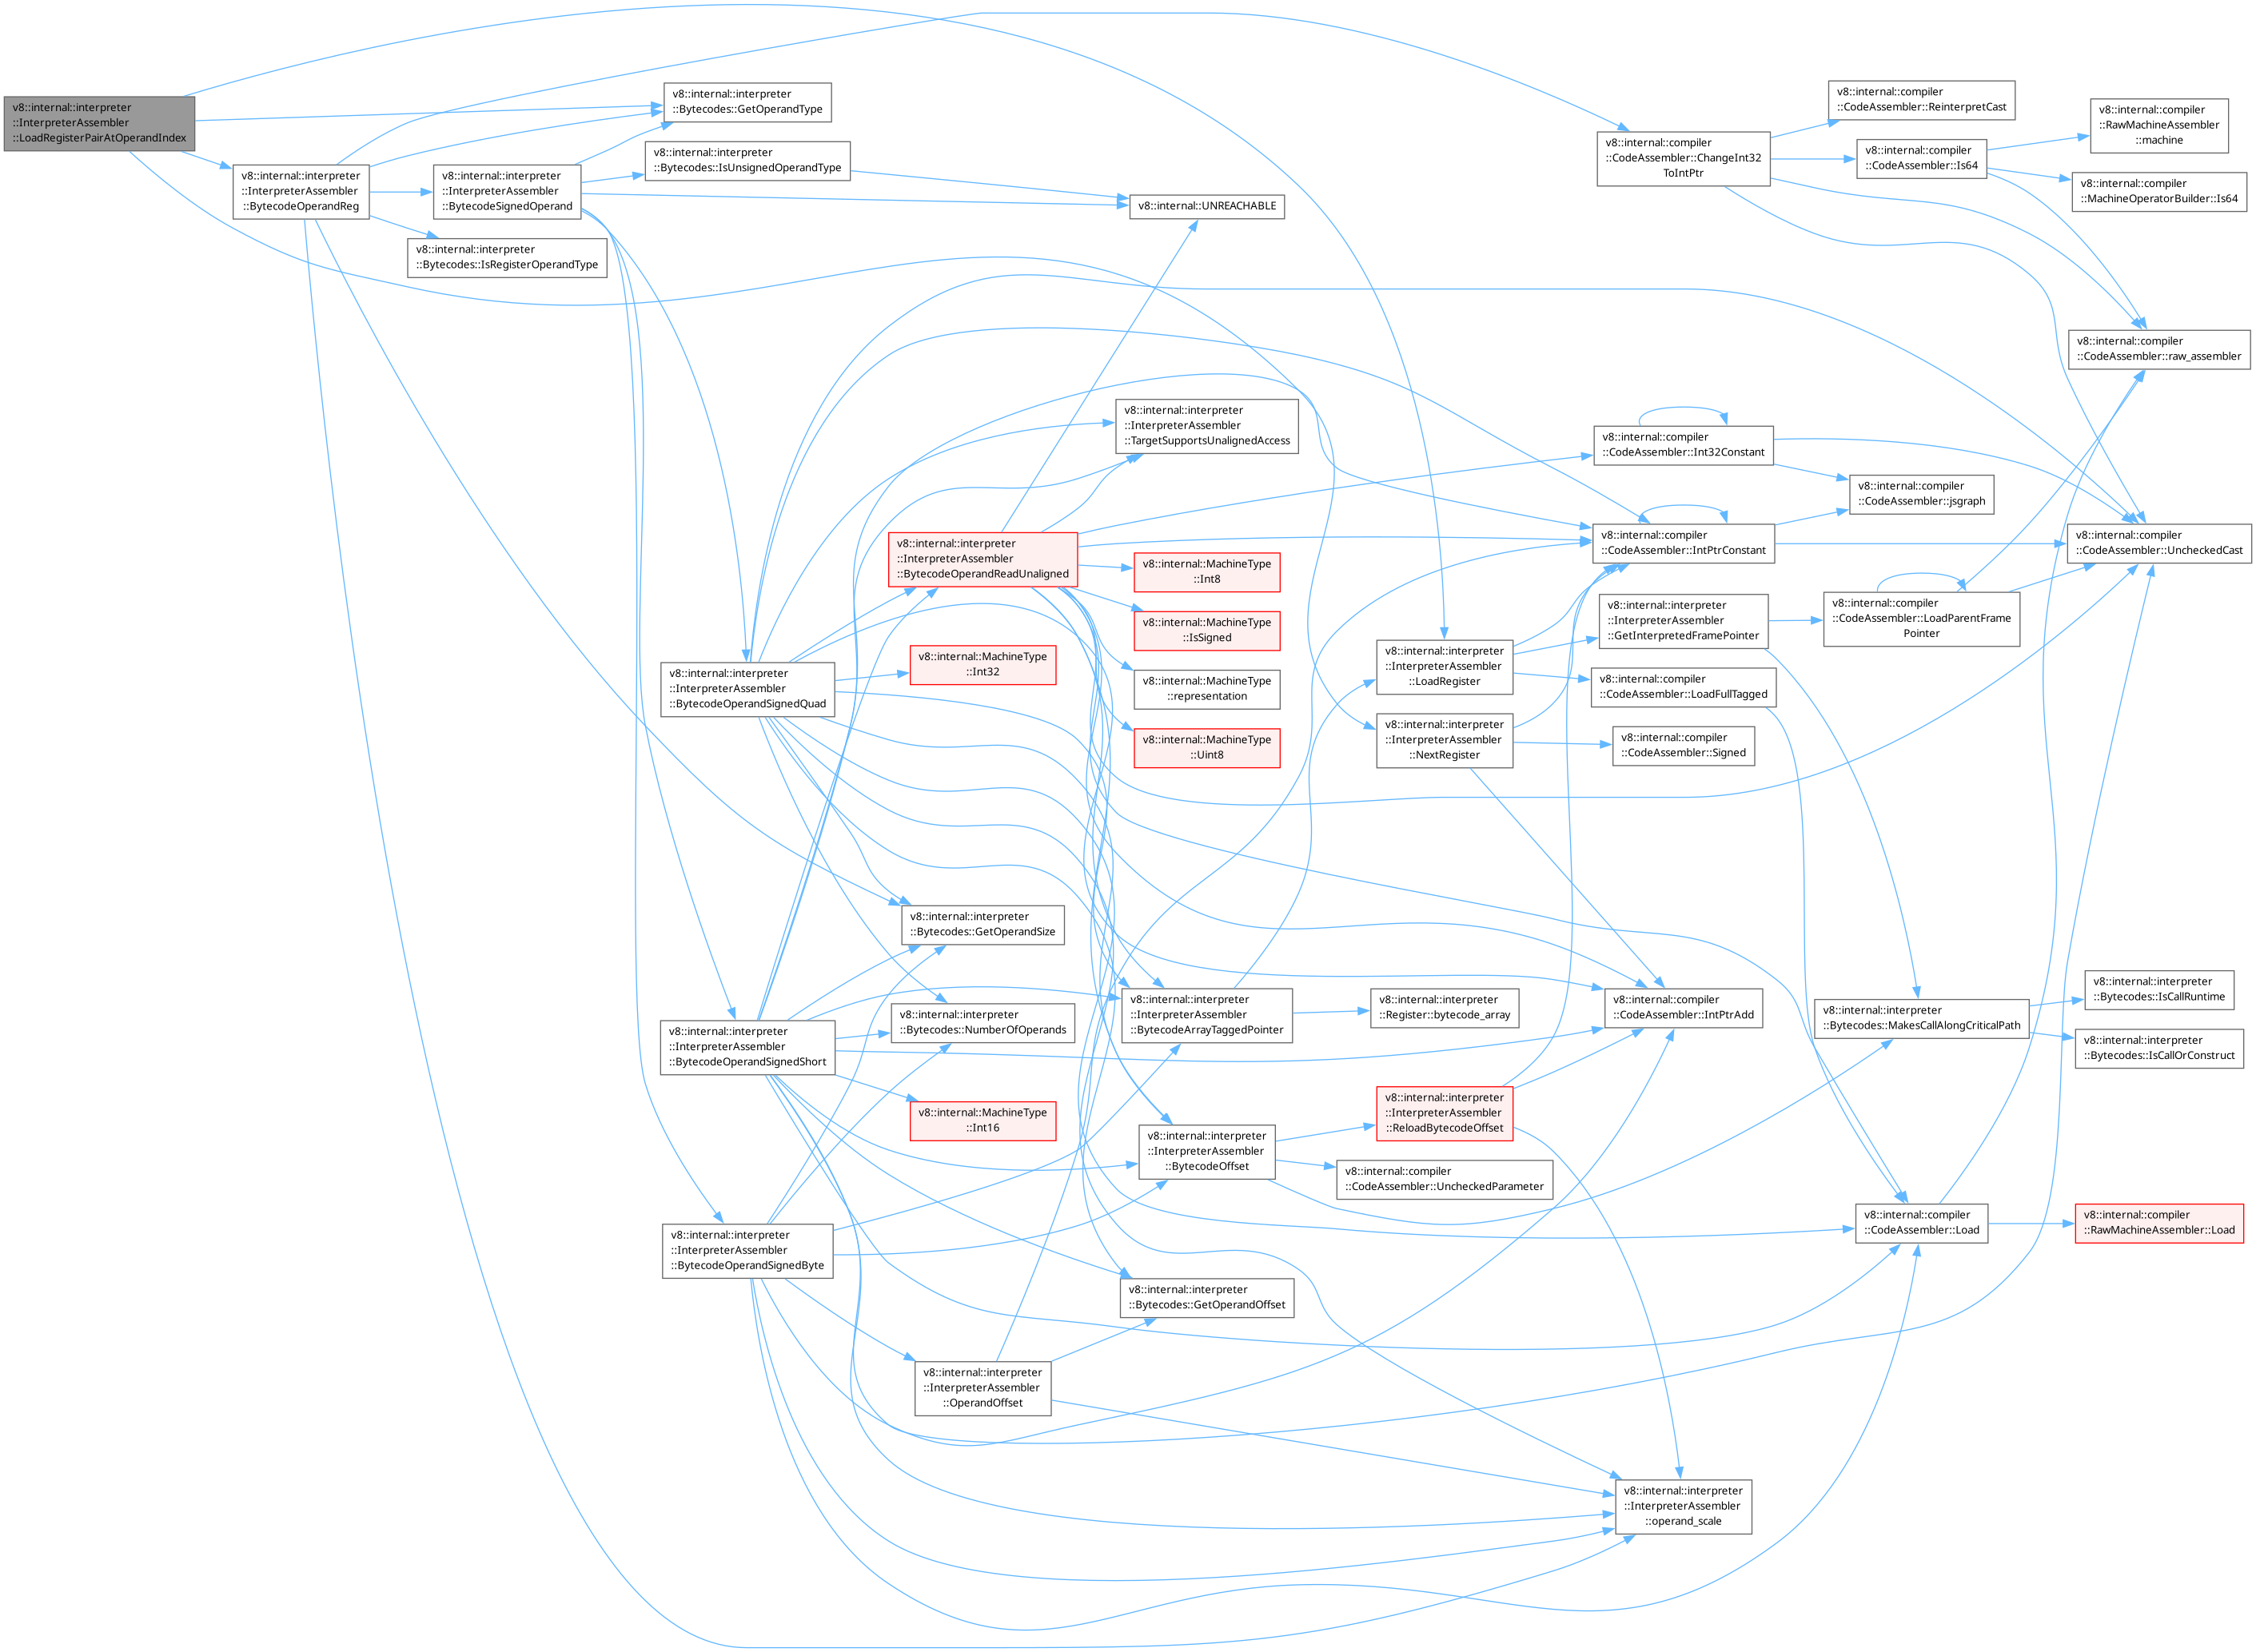 v8::internal::interpreter
::InterpreterAssembler
::LoadRegisterPairAtOperandIndex
v8::internal::interpreter
::InterpreterAssembler
::BytecodeOperandReg
v8::internal::interpreter
::InterpreterAssembler
::BytecodeSignedOperand
v8::internal::interpreter
::Bytecodes::IsRegisterOperandType
v8::internal::interpreter
::Bytecodes::GetOperandType
v8::internal::interpreter
::Bytecodes::IsUnsignedOperandType
v8::internal::UNREACHABLE
v8::internal::interpreter
::InterpreterAssembler
::BytecodeOperandSignedQuad
v8::internal::interpreter
::InterpreterAssembler
::BytecodeOperandSignedShort
v8::internal::interpreter
::InterpreterAssembler
::BytecodeOperandSignedByte
v8::internal::interpreter
::InterpreterAssembler
::BytecodeOperandReadUnaligned
v8::internal::MachineType
::Int32
v8::internal::interpreter
::Bytecodes::GetOperandSize
v8::internal::interpreter
::Bytecodes::NumberOfOperands
v8::internal::MachineType
::Int16
v8::internal::interpreter
::InterpreterAssembler
::OperandOffset
v8::internal::interpreter
::InterpreterAssembler
::TargetSupportsUnalignedAccess
v8::internal::MachineType
::Int8
v8::internal::MachineType
::IsSigned
v8::internal::MachineType
::representation
v8::internal::MachineType
::Uint8
v8::internal::interpreter
::InterpreterAssembler
::BytecodeArrayTaggedPointer
v8::internal::interpreter
::InterpreterAssembler
::BytecodeOffset
v8::internal::interpreter
::Bytecodes::GetOperandOffset
v8::internal::interpreter
::InterpreterAssembler
::LoadRegister
v8::internal::interpreter
::InterpreterAssembler
::NextRegister
v8::internal::interpreter
::Register::bytecode_array
v8::internal::interpreter
::InterpreterAssembler
::ReloadBytecodeOffset
v8::internal::compiler
::CodeAssembler::UncheckedParameter
v8::internal::compiler
::CodeAssembler::ChangeInt32
ToIntPtr
v8::internal::compiler
::CodeAssembler::Int32Constant
v8::internal::compiler
::CodeAssembler::IntPtrConstant
v8::internal::interpreter
::InterpreterAssembler
::GetInterpretedFramePointer
v8::internal::compiler
::CodeAssembler::LoadFullTagged
v8::internal::compiler
::CodeAssembler::Signed
v8::internal::compiler
::CodeAssembler::IntPtrAdd
v8::internal::interpreter
::InterpreterAssembler
::operand_scale
v8::internal::compiler
::CodeAssembler::ReinterpretCast
v8::internal::compiler
::CodeAssembler::Is64
v8::internal::compiler
::CodeAssembler::jsgraph
v8::internal::compiler
::CodeAssembler::LoadParentFrame
Pointer
v8::internal::interpreter
::Bytecodes::MakesCallAlongCriticalPath
v8::internal::compiler
::CodeAssembler::Load
v8::internal::compiler
::RawMachineAssembler
::machine
v8::internal::compiler
::MachineOperatorBuilder::Is64
v8::internal::compiler
::CodeAssembler::raw_assembler
v8::internal::compiler
::CodeAssembler::UncheckedCast
v8::internal::interpreter
::Bytecodes::IsCallRuntime
v8::internal::interpreter
::Bytecodes::IsCallOrConstruct
v8::internal::compiler
::RawMachineAssembler::Load